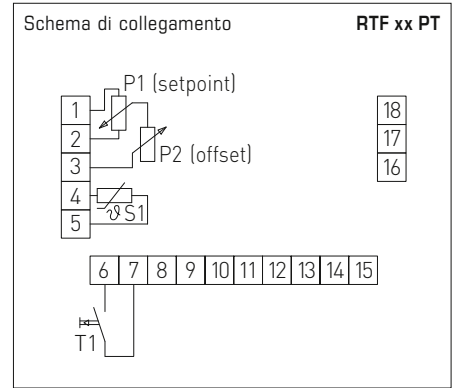 Schema di collegamento RTF xx PT
P1 (setpoint)
1
2
3
4
5
P2 (offset)
ϑ S1
18
17
16
6 7 8 9 10 11 12 13 14 15
T1